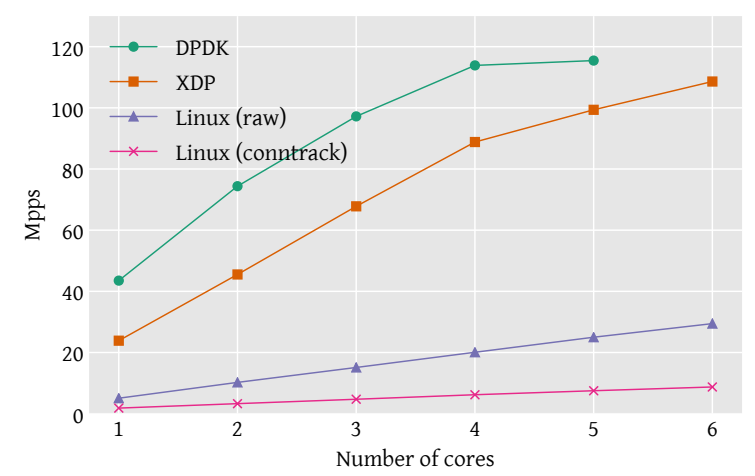 DPDK
XDP
Linux (raw)
Linux (conntrack)
Mpps
120
100
80
60
40
20
0
1 2 3 4 5 6
Number of cores